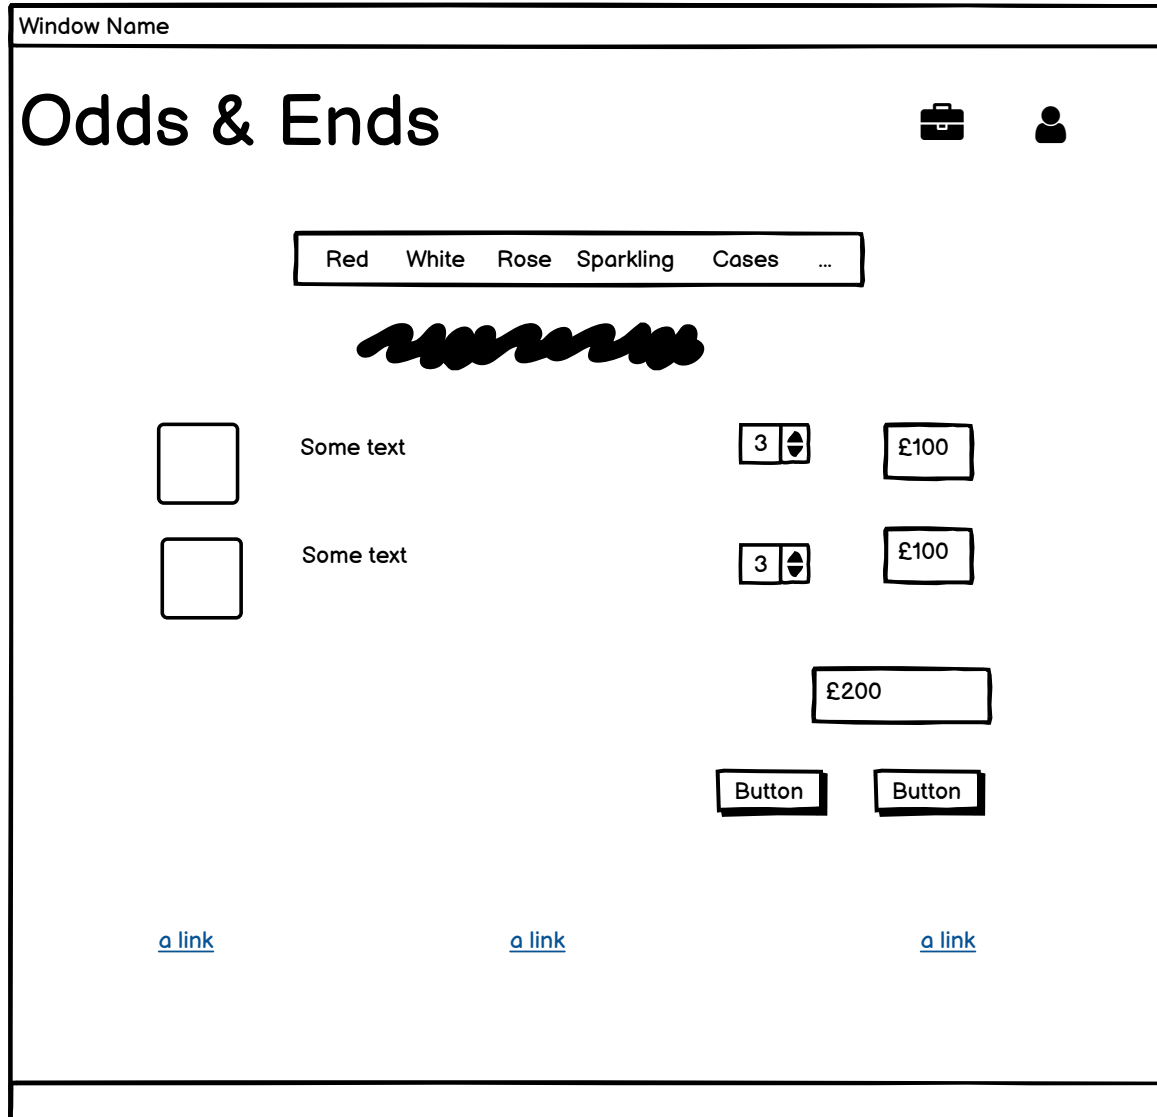 Window Name
Odds & Ends
Red White Rose Sparkling Cases ...
Some text 3 £100
Some text 3 £100
£200
Button Button
a link a link a link